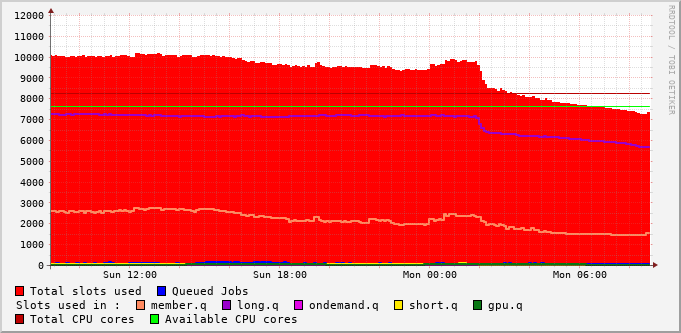 12000
11000
10000
9000
8000
7000
6000
5000
4000
3000
2000
1000
0
Sun 12:00 Sun 18:00 Mon 00:00 Mon 06:00
Total slots used Queued Jobs
Slots used in : member.q long.q ondemand.q short.q gpu.q
Total CPU cores Available CPU cores
RRDTOOL / TOBI OETIKER